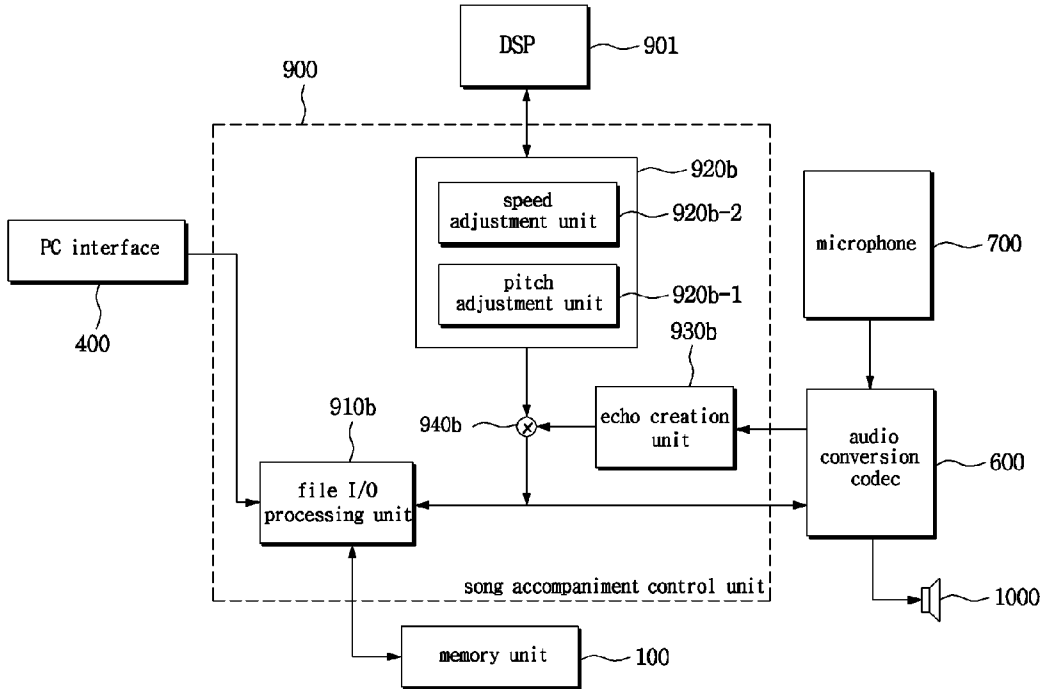 DSP
901
900
920b
speed
adjustment unit
920b-2
pitch
adjustment unit
920b-1
PC interface
400
microphone
700
930b
echo creation
unit
940b
910b
file I/O
processing unit
audio
conversion
codec
600
song accompaniment control unit
1000
memory unit
100